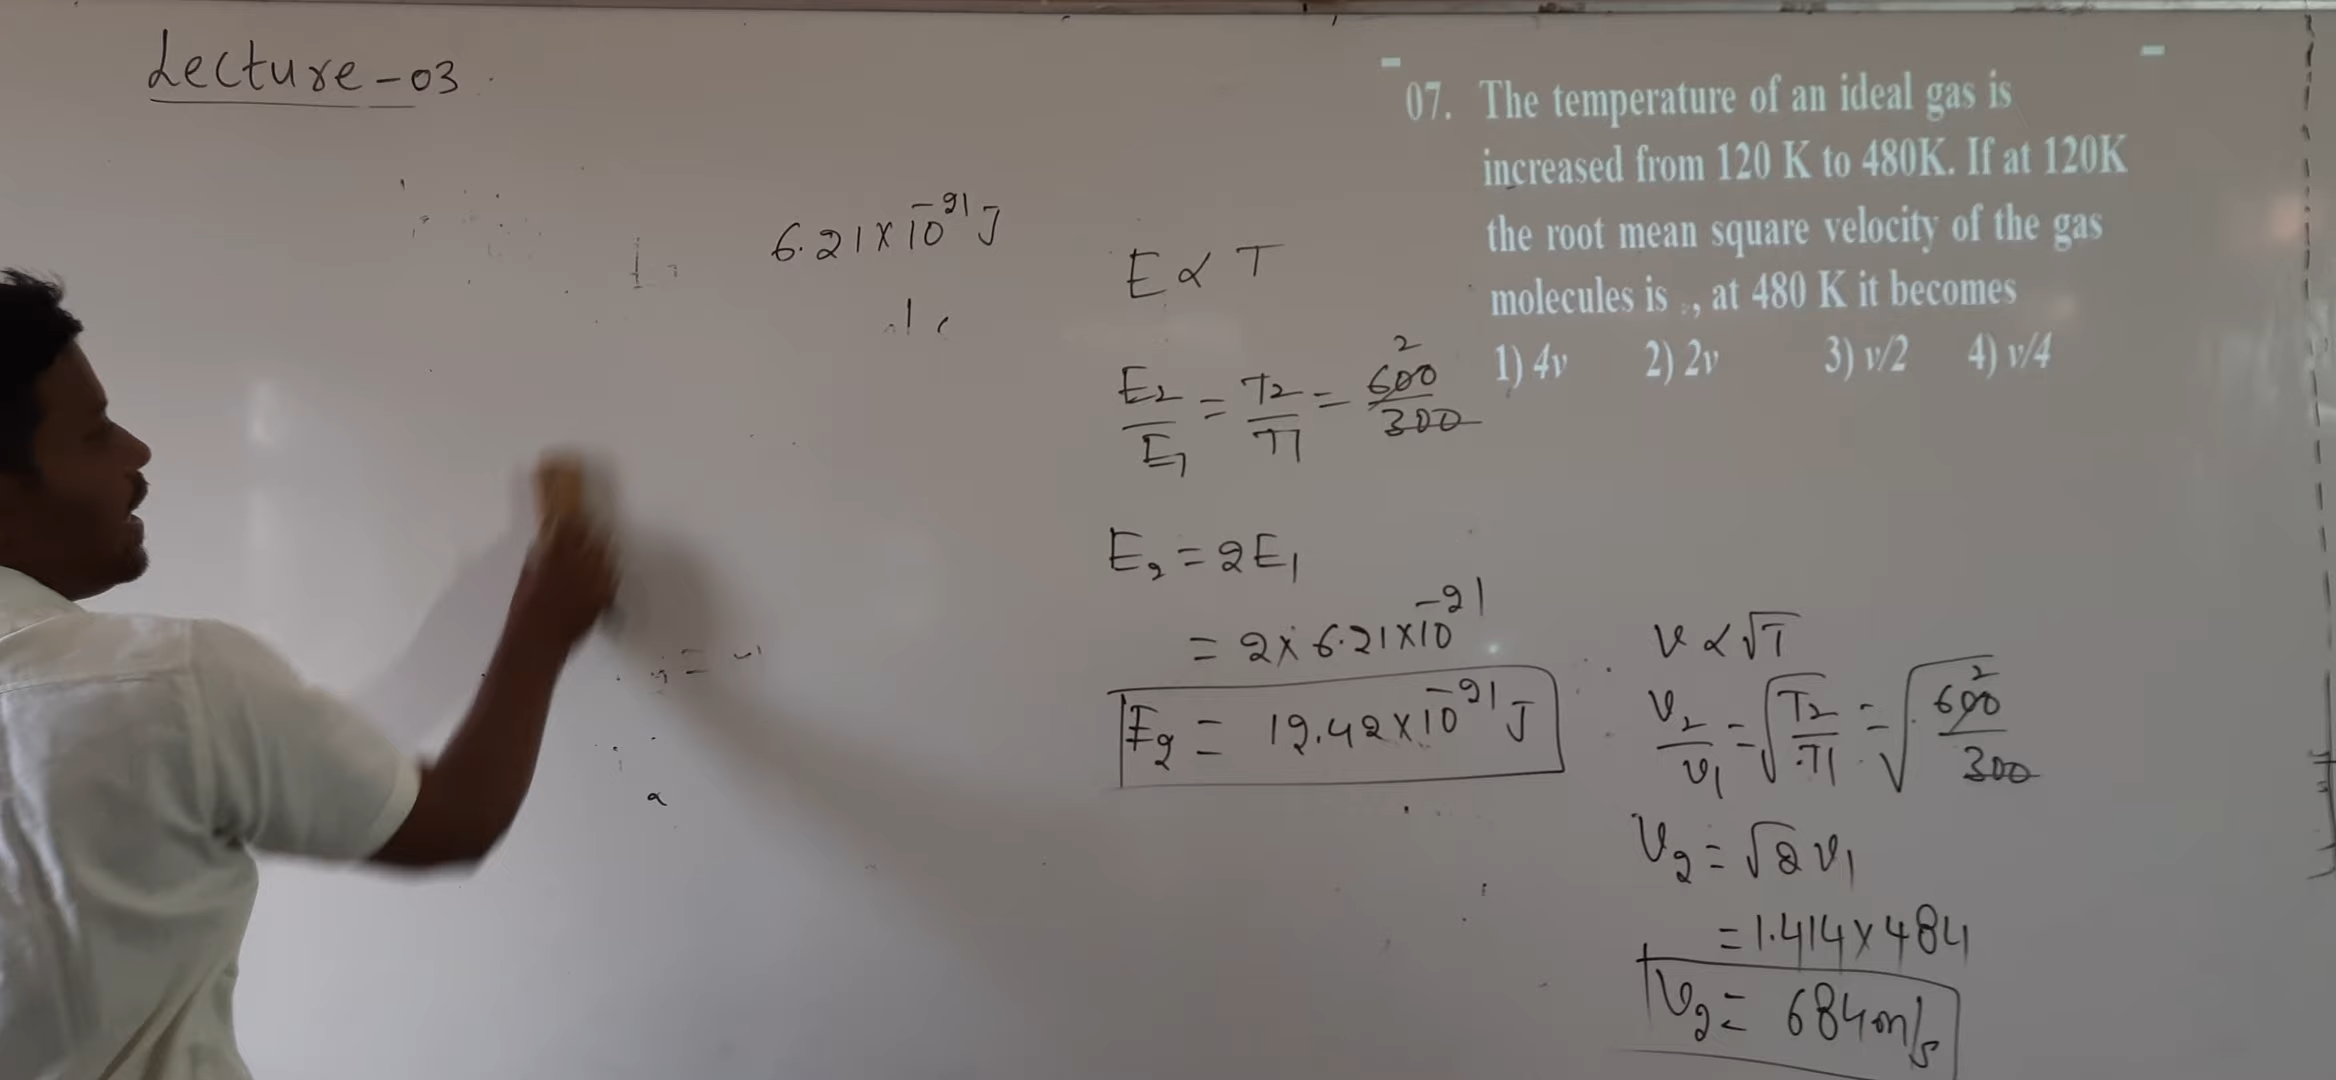 Lecture-03
6.21×10⁻²¹ J
E ∝ T
E₂/E₁ = T₂/T1 = 600/300 2
E₂ = 2E₁
= 2×6.21×10⁻²¹
E₂ = 12.42×10⁻²¹ J
07. The temperature of an ideal gas is
increased from 120 K to 480K. If at 120K
the root mean square velocity of the gas
molecules is , at 480 K it becomes
1) 4v 2) 2v 3) v/2 4) v/4
v ∝ √T
v₂/v₁ = √(T₂/T1) = √(600/300) 2
v₂ = √2 v₁
= 1.414×484
v₂ = 684 m/s